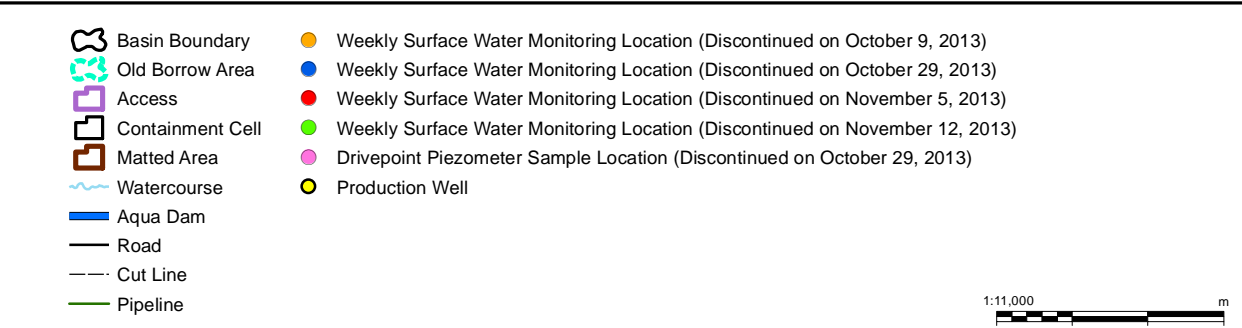 Basin Boundary
Old Borrow Area
Access
Containment Cell
Matted Area
Watercourse
Aqua Dam
Road
Cut Line
Pipeline
Weekly Surface Water Monitoring Location (Discontinued on October 9, 2013)
Weekly Surface Water Monitoring Location (Discontinued on October 29, 2013)
Weekly Surface Water Monitoring Location (Discontinued on November 5, 2013)
Weekly Surface Water Monitoring Location (Discontinued on November 12, 2013)
Drivepoint Piezometer Sample Location (Discontinued on October 29, 2013)
Production Well
1:11,000 m